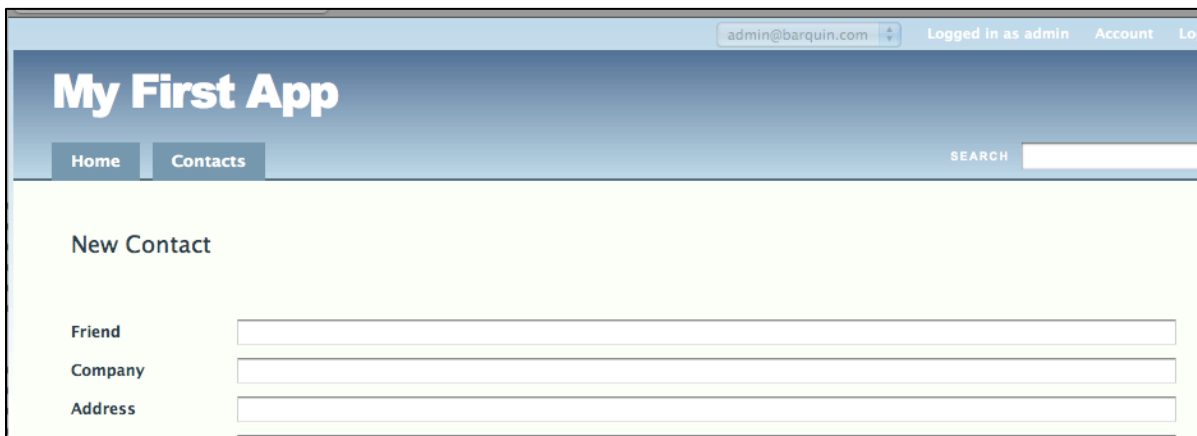 admin@barquin.com Logged in as admin Account Lo
My First App
Home Contacts SEARCH
New Contact
Friend
Company
Address